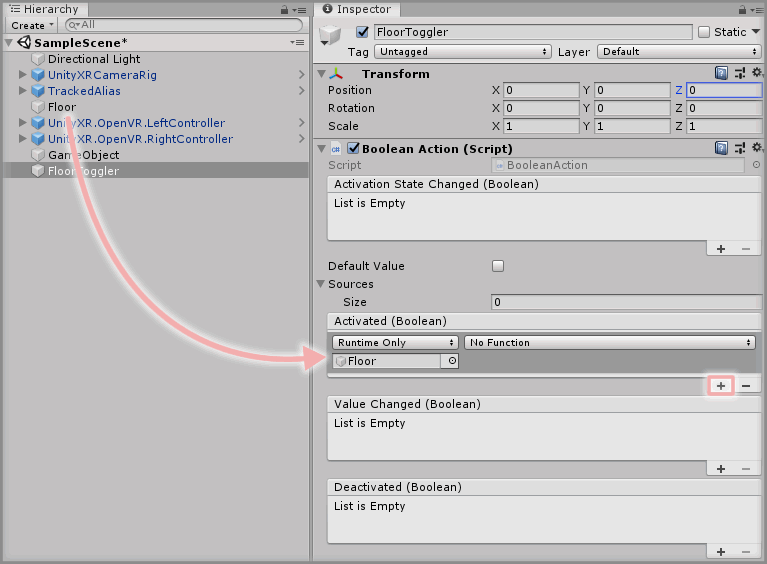 Hierarchy
Create
All
SampleScene*
Directional Light
UnityXRCameraRig
TrackedAlias
Floor
UnityXR.OpenVR.LeftController
UnityXR.OpenVR.RightController
GameObject
FloorToggler
Inspector
FloorToggler
Static
Tag Untagged Layer Default
Transform
Position X 0 Y 0 Z 0
Rotation X 0 Y 0 Z 0
Scale X 1 Y 1 Z 1
Boolean Action (Script)
Script BooleanAction
Activation State Changed (Boolean)
List is Empty
Default Value
Sources
Size 0
Activated (Boolean)
Runtime Only No Function
Floor
Value Changed (Boolean)
List is Empty
Deactivated (Boolean)
List is Empty